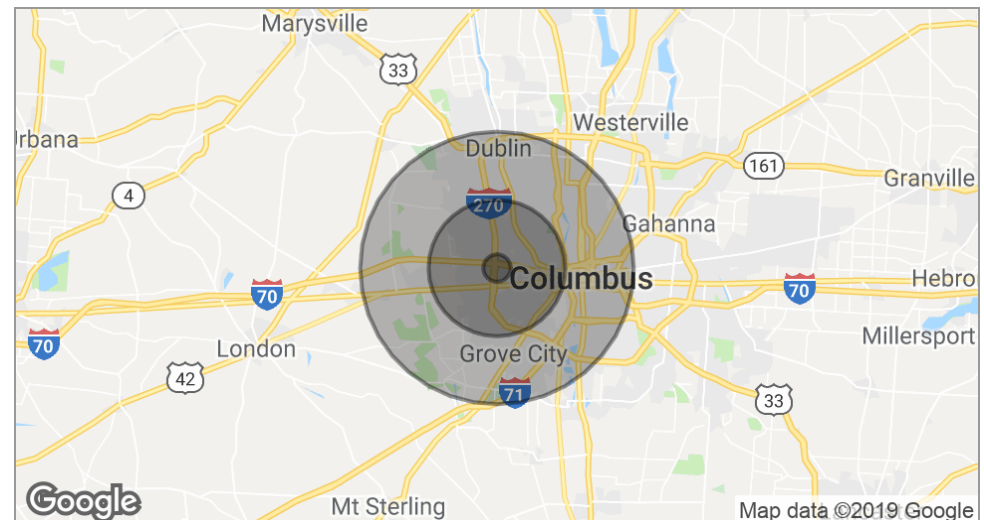 Marysville
33
Westerville
rbana
Dublin
161
Granville
4
270
Gahanna
Columbus
Hebro
70
70
70
Millersport
London
Grove City
42
71
33
Google
Mt Sterling
Map data ©2019 Google